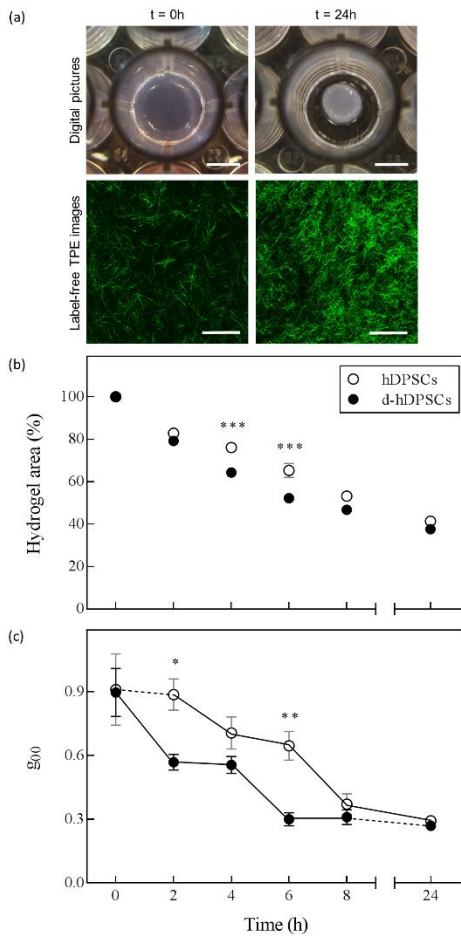 (a)
t = 0h
t = 24h
Digital pictures
Label-free TPE images
(b)
hDPSCs
d-hDPSCs
Hydrogel area (%)
100
80
60
40
20
0
***
***
(c)
g00
0.9
0.6
0.3
0.0
*
**
0 2 4 6 8 24
Time (h)